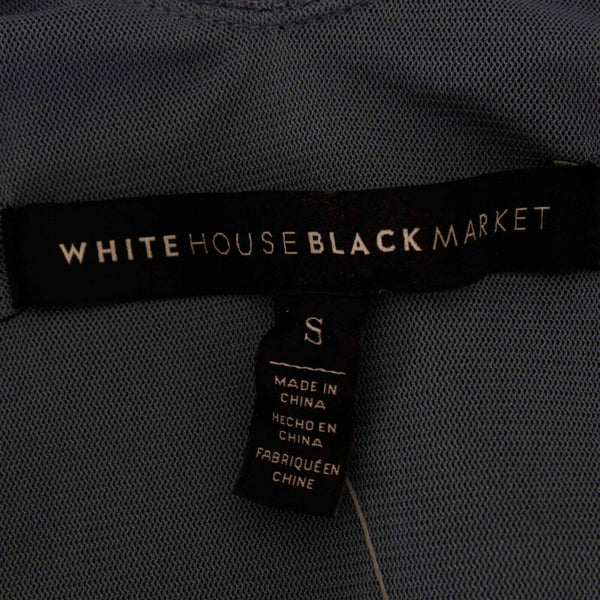 WHITE HOUSE BLACK MARKET
S
MADE IN
CHINA
HECHO EN
CHINA
FABRIQUÉ EN
CHINE